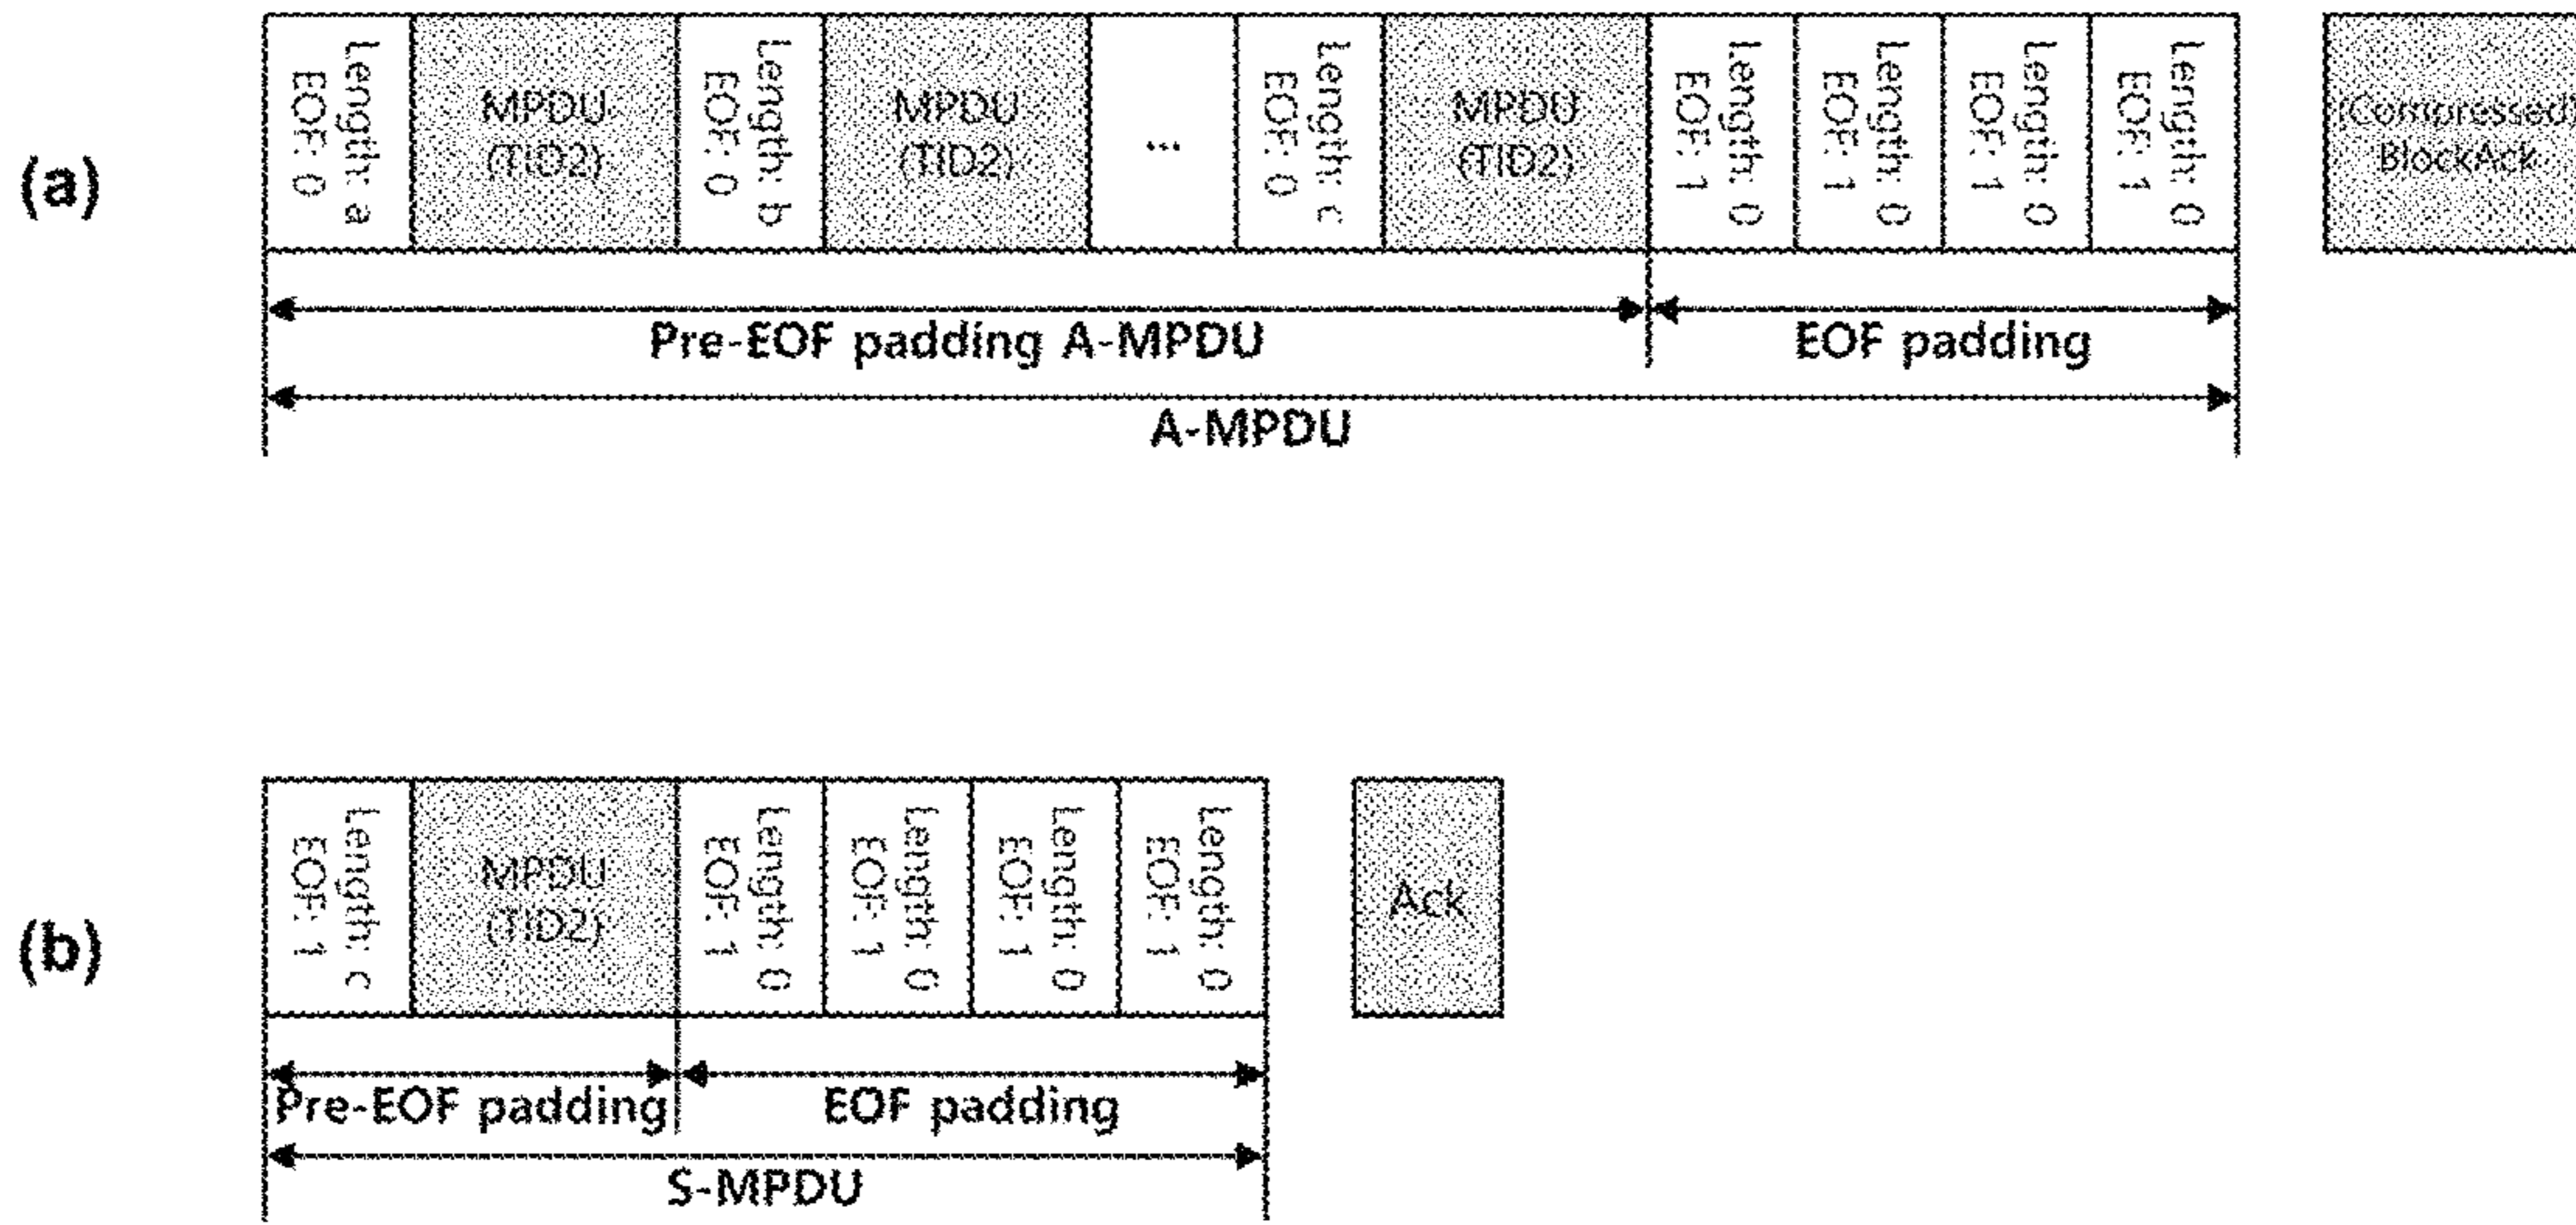 (a)
Length: a
EOF: 0
MPDU
(TID2)
Length: b
EOF: 0
MPDU
(TID2)
...
Length: c
EOF: 0
MPDU
(TID2)
Length: 0
EOF: 1
Length: 0
EOF: 1
Length: 0
EOF: 1
Length: 0
EOF: 1
(Compressed)
BlockAck
Pre-EOF padding A-MPDU
EOF padding
A-MPDU
(b)
Length: c
EOF: 1
MPDU
(TID2)
Length: 0
EOF: 1
Length: 0
EOF: 1
Length: 0
EOF: 1
Length: 0
EOF: 1
Ack
Pre-EOF padding
EOF padding
S-MPDU